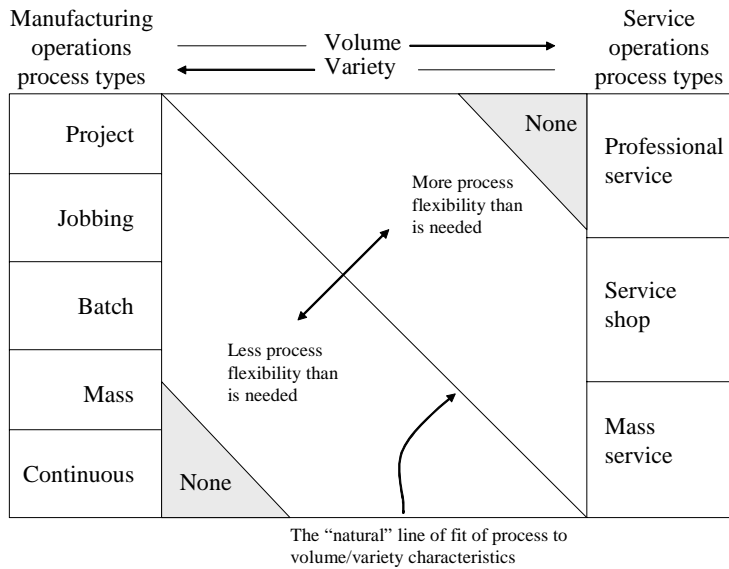 Manufacturing
operations
process types
Volume
Variety
Service
operations
process types
Project
Jobbing
Batch
Mass
Continuous
None
More process
flexibility than
is needed
Less process
flexibility than
is needed
None
Professional
service
Service
shop
Mass
service
The “natural” line of fit of process to
volume/variety characteristics